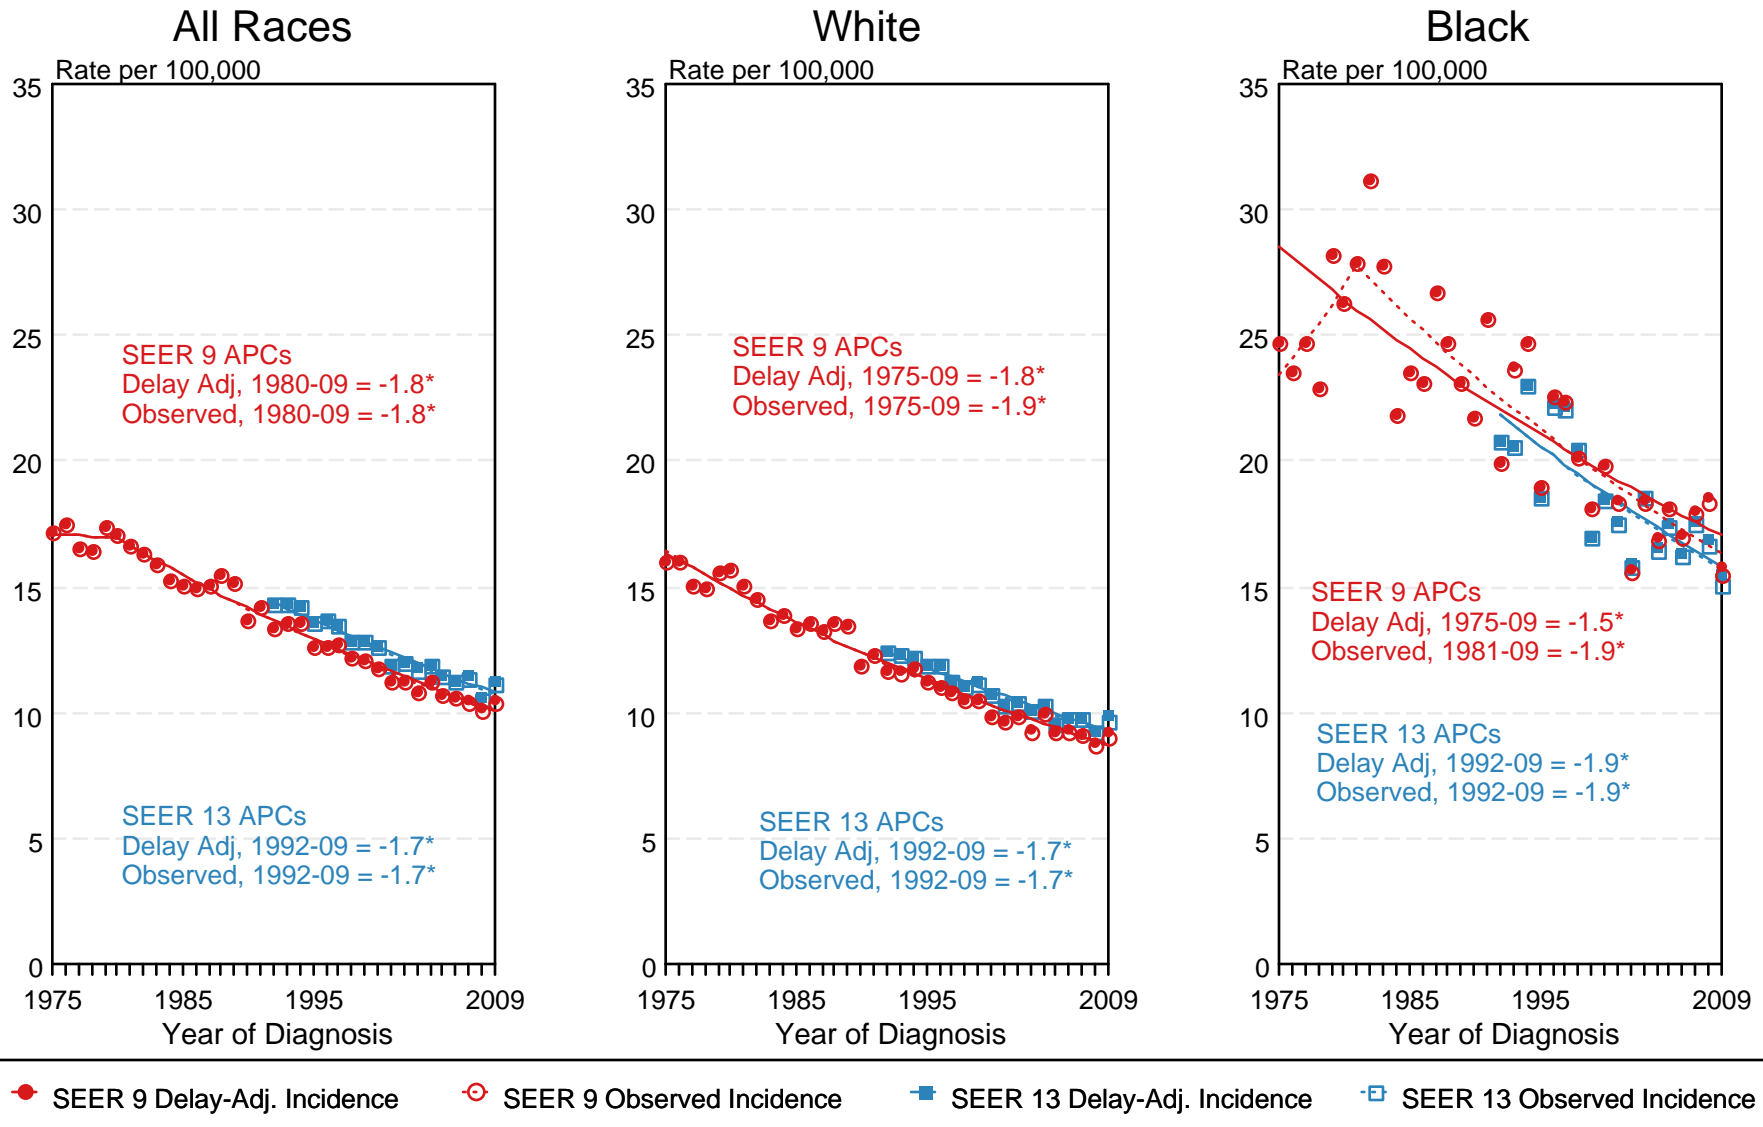 All Races
Rate per 100,000
35
30
25
20
15
10
5
0
SEER 9 APCs
Delay Adj, 1980-09 = -1.8*
Observed, 1980-09 = -1.8*
SEER 13 APCs
Delay Adj, 1992-09 = -1.7*
Observed, 1992-09 = -1.7*
1975 1985 1995 2009
Year of Diagnosis
White
Rate per 100,000
35
30
25
20
15
10
5
0
SEER 9 APCs
Delay Adj, 1975-09 = -1.8*
Observed, 1975-09 = -1.9*
SEER 13 APCs
Delay Adj, 1992-09 = -1.7*
Observed, 1992-09 = -1.7*
1975 1985 1995 2009
Year of Diagnosis
Black
Rate per 100,000
35
30
25
20
15
10
5
0
SEER 9 APCs
Delay Adj, 1975-09 = -1.5*
Observed, 1981-09 = -1.9*
SEER 13 APCs
Delay Adj, 1992-09 = -1.9*
Observed, 1992-09 = -1.9*
1975 1985 1995 2009
Year of Diagnosis
SEER 9 Delay-Adj. Incidence SEER 9 Observed Incidence SEER 13 Delay-Adj. Incidence SEER 13 Observed Incidence